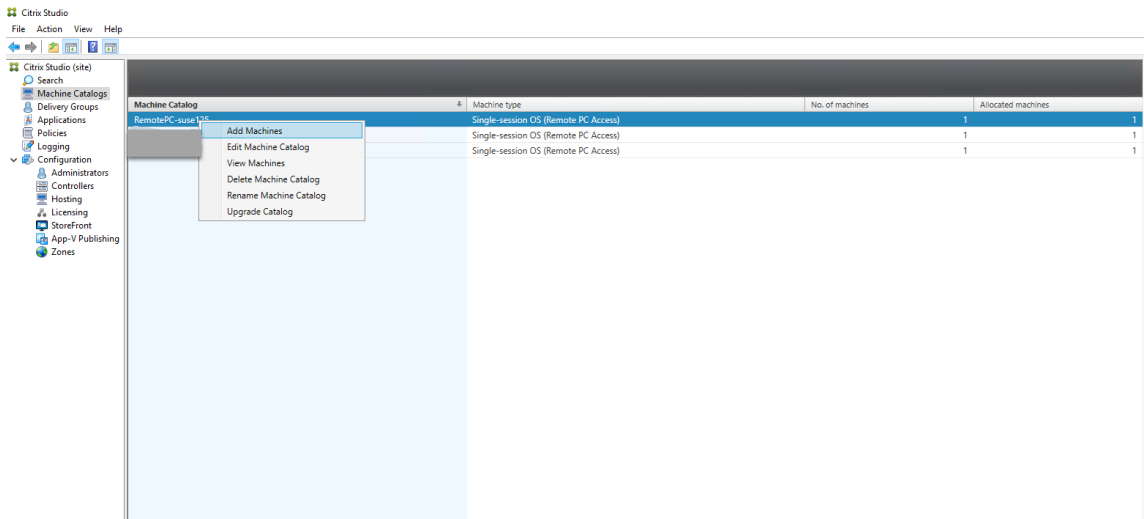 Citrix Studio
File Action View Help
Citrix Studio (site)
Search
Machine Catalogs
Delivery Groups
Applications
Policies
Logging
Configuration
Administrators
Controllers
Hosting
Licensing
StoreFront
App-V Publishing
Zones
Machine Catalog Machine type No. of machines Allocated machines
RemotePC-suse125 Single-session OS (Remote PC Access) 1 1
Single-session OS (Remote PC Access) 1 1
Single-session OS (Remote PC Access) 1 1
Add Machines
Edit Machine Catalog
View Machines
Delete Machine Catalog
Rename Machine Catalog
Upgrade Catalog